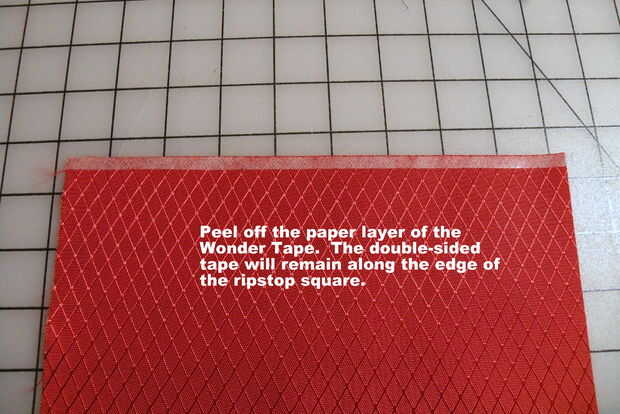 Peel off the paper layer of the
Wonder Tape.  The double-sided
tape will remain along the edge of
the ripstop square.